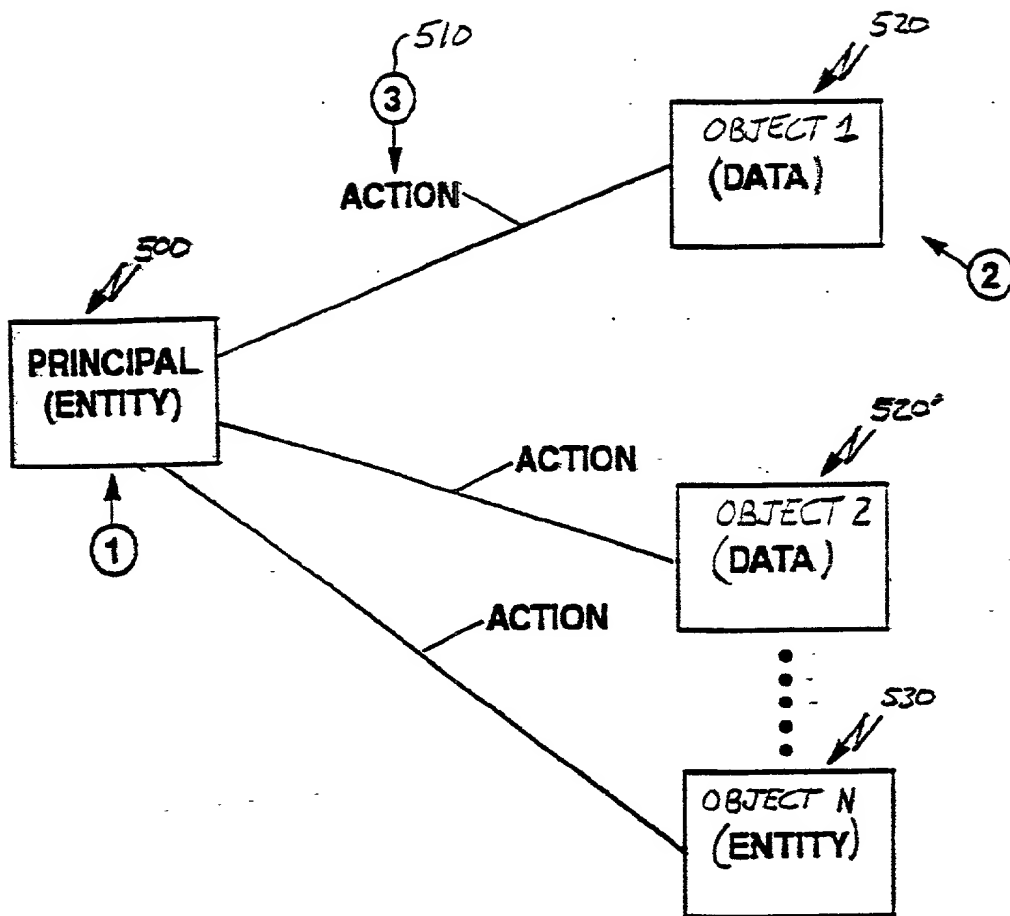 510
520
3
OBJECT 1
(DATA)
ACTION
500
2
PRINCIPAL
(ENTITY)
520'
ACTION
1
OBJECT 2
(DATA)
ACTION
530
OBJECT N
(ENTITY)